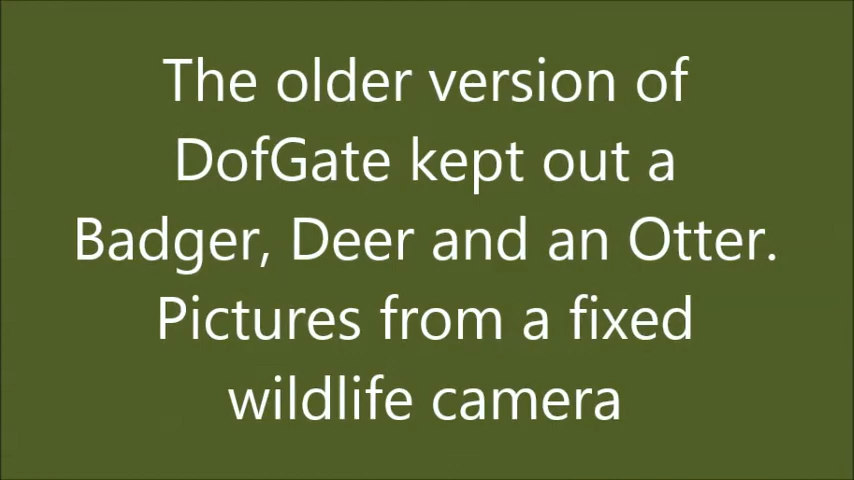 The older version of
DofGate kept out a
Badger, Deer and an Otter.
Pictures from a fixed
wildlife camera